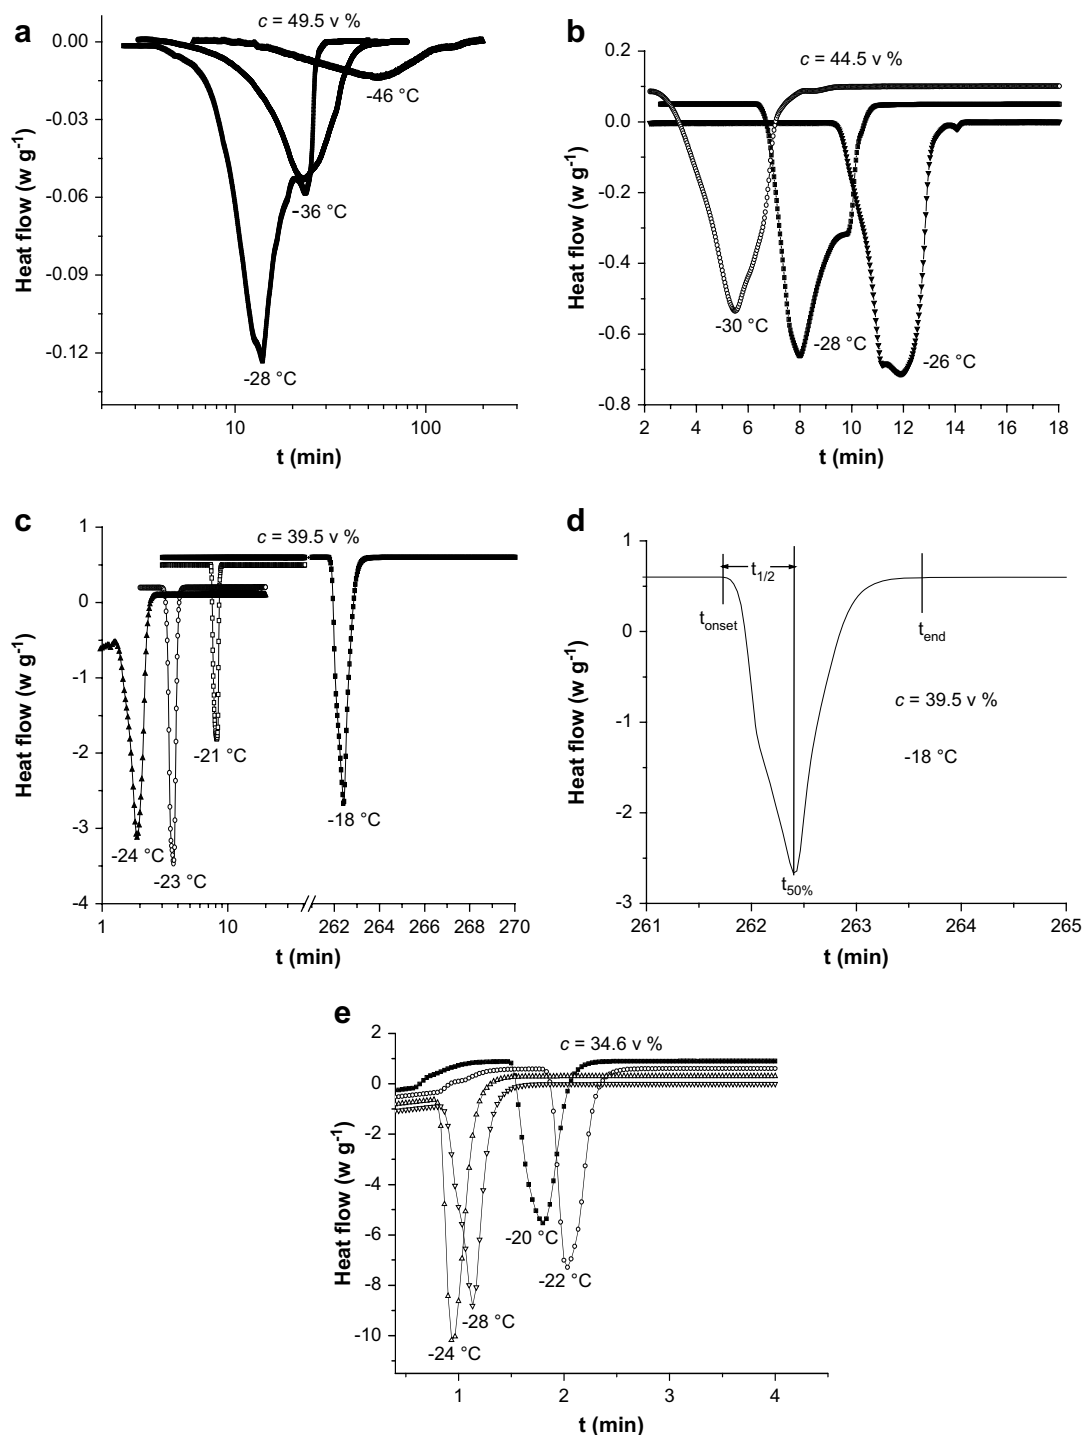 a
c = 49.5 v %
0.00
-0.03
-0.06
-0.09
-0.12
Heat flow (w g-1)
-46 °C
-36 °C
-28 °C
10
100
t (min)
b
c = 44.5 v %
0.2
0.0
-0.2
-0.4
-0.6
-0.8
Heat flow (w g-1)
-30 °C
-28 °C
-26 °C
2
4
6
8
10
12
14
16
18
t (min)
c
c = 39.5 v %
1
0
-1
-2
-3
-4
Heat flow (w g-1)
-21 °C
-18 °C
-24 °C
-23 °C
1
10
262
264
266
268
270
t (min)
d
1
0
-1
-2
-3
Heat flow (w g-1)
t1/2
tonset
tend
c = 39.5 v %
-18 °C
t50%
261
262
263
264
265
t (min)
e
c = 34.6 v %
2
0
-2
-4
-6
-8
-10
Heat flow (w g-1)
-20 °C
-22 °C
-28 °C
-24 °C
1
2
3
4
t (min)